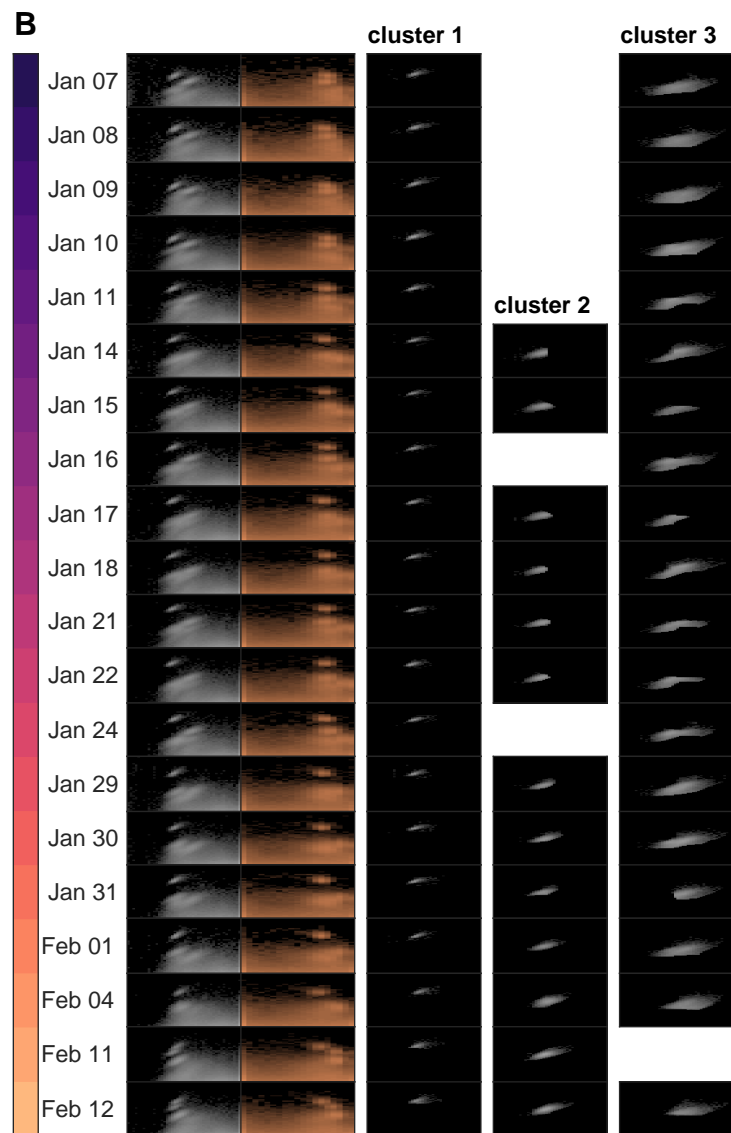 B
cluster 1
cluster 3
Jan 07
Jan 08
Jan 09
Jan 10
Jan 11
cluster 2
Jan 14
Jan 15
Jan 16
Jan 17
Jan 18
Jan 21
Jan 22
Jan 24
Jan 29
Jan 30
Jan 31
Feb 01
Feb 04
Feb 11
Feb 12